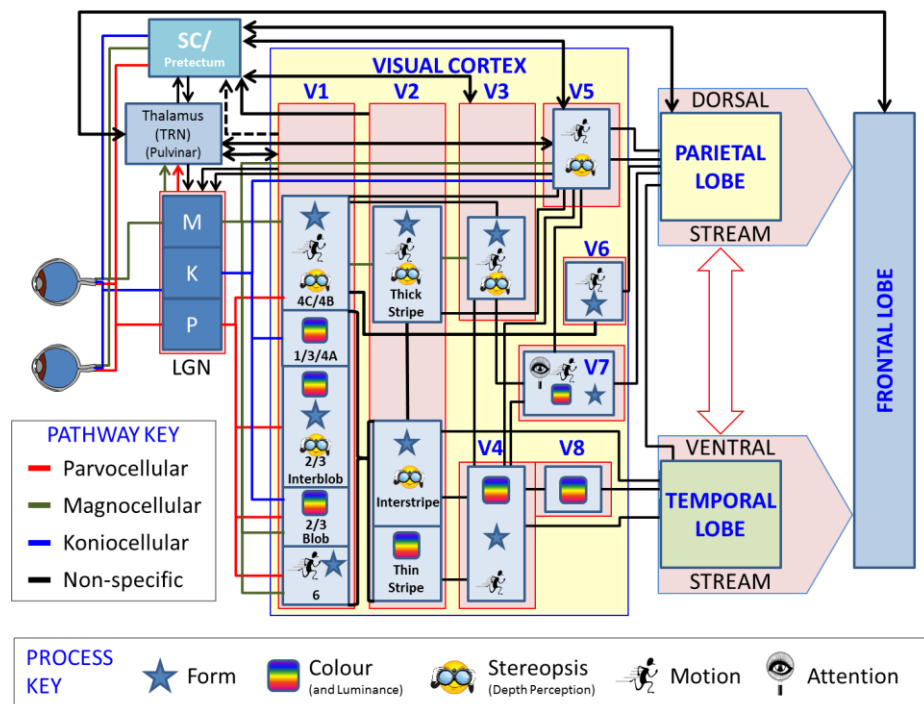 SC/
Pretectum
VISUAL CORTEX
V1
V2
V3
V5
Thalamus
(TRN)
(Pulvinar)
DORSAL
PARIETAL
LOBE
STREAM
M
K
P
LGN
4C/4B
1/3/4A
2/3
Interblob
2/3
Blob
6
Thick
Stripe
Interstripe
Thin
Stripe
V6
V7
V4
V8
VENTRAL
TEMPORAL
LOBE
STREAM
FRONTAL LOBE
PATHWAY KEY
Parvocellular
Magnocellular
Koniocellular
Non-specific
PROCESS
KEY
Form
Colour
(and Luminance)
Stereopsis
(Depth Perception)
Motion
Attention